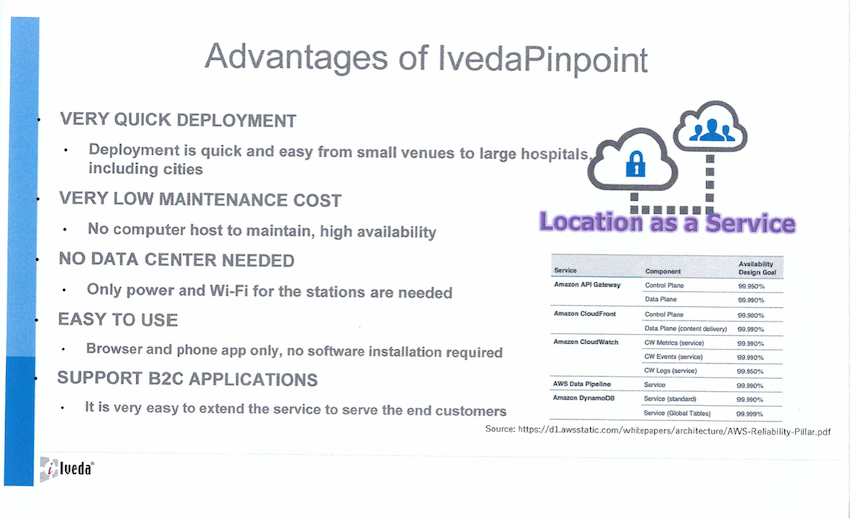 Advantages of IvedaPinpoint
• VERY QUICK DEPLOYMENT
• Deployment is quick and easy from small venues to large hospitals,
including cities
• VERY LOW MAINTENANCE COST
• No computer host to maintain, high availability
• NO DATA CENTER NEEDED
• Only power and Wi-Fi for the stations are needed
• EASY TO USE
• Browser and phone app only, no software installation required
• SUPPORT B2C APPLICATIONS
• It is very easy to extend the service to serve the end customers
Location as a Service
Service Component Availability
Design Goal
Amazon API Gateway Control Plane 99.950%
Data Plane 99.990%
Amazon CloudFront Control Plane 99.900%
Data Plane (content delivery) 99.990%
Amazon CloudWatch CW Metrics (service) 99.990%
CW Events (service) 99.990%
CW Logs (service) 99.950%
AWS Data Pipeline Service 99.990%
Amazon DynamoDB Service (standard) 99.990%
Service (Global Tables) 99.999%
Source: https://d1.awsstatic.com/whitepapers/architecture/AWS-Reliability-Pillar.pdf
i Iveda®